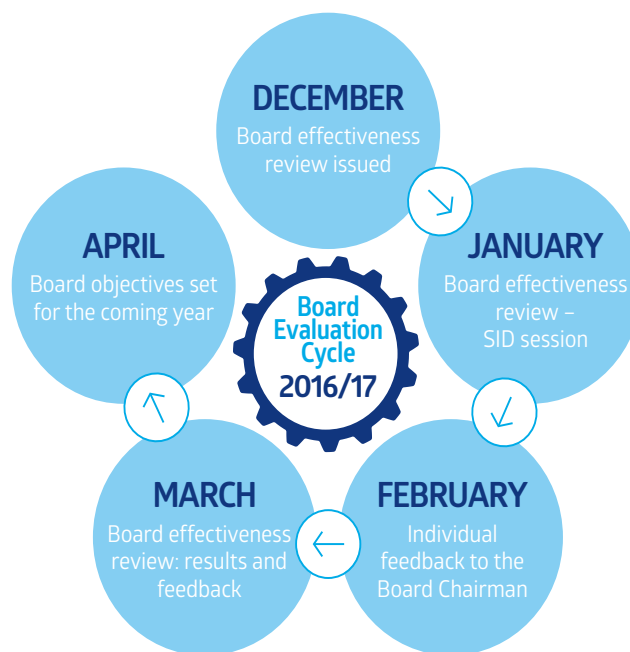 DECEMBER
Board effectiveness
review issued
JANUARY
Board effectiveness
review –
SID session
FEBRUARY
Individual
feedback to the
Board Chairman
MARCH
Board effectiveness
review: results and
feedback
APRIL
Board objectives set
for the coming year
Board
Evaluation
Cycle
2016/17